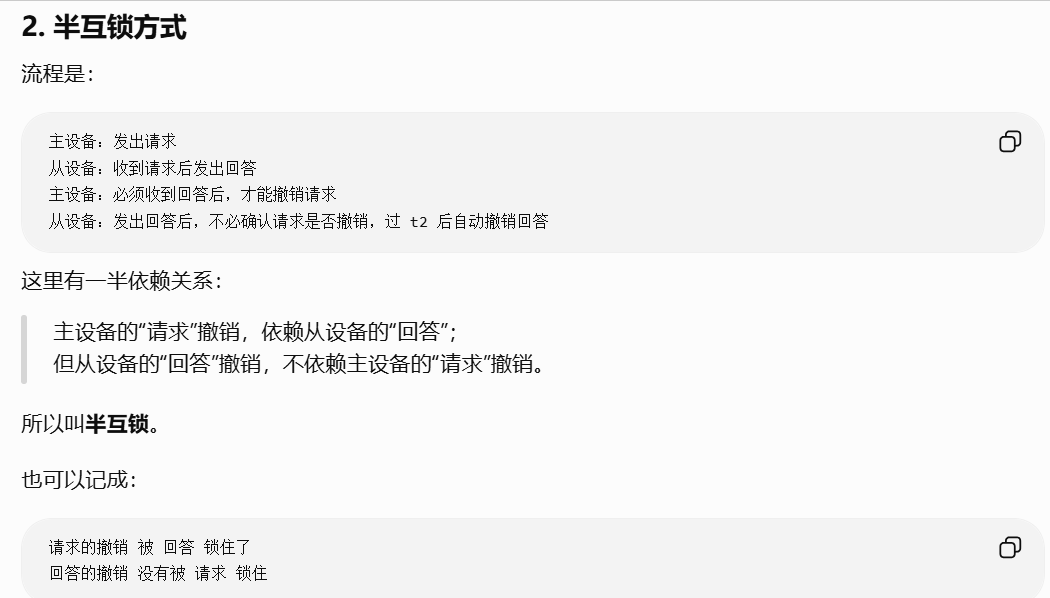 2. 半互锁方式
流程是：
主设备：发出请求
从设备：收到请求后发出回答
主设备：必须收到回答后，才能撤销请求
从设备：发出回答后，不必确认请求是否撤销，过 t2 后自动撤销回答
这里有一半依赖关系：
主设备的“请求”撤销，依赖从设备的“回答”；
但从设备的“回答”撤销，不依赖主设备的“请求”撤销。
所以叫半互锁。
也可以记成：
请求的撤销 被 回答 锁住了
回答的撤销 没有被 请求 锁住